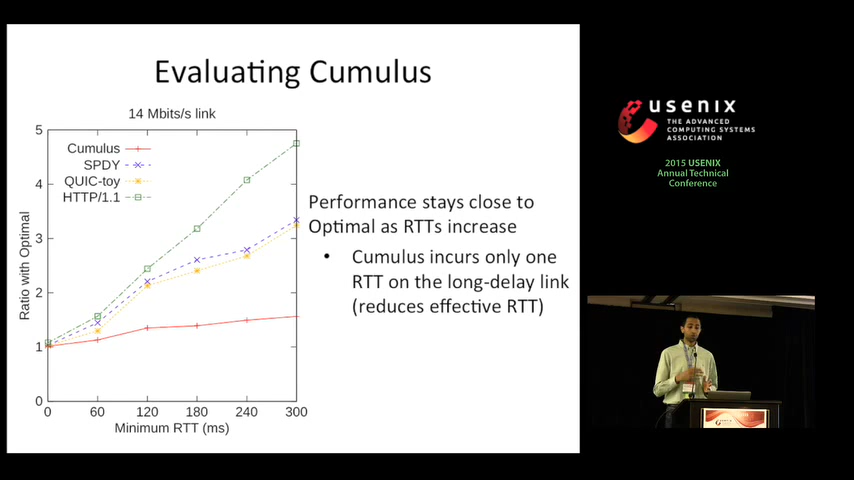 Evaluating Cumulus
14 Mbits/s link
Cumulus
SPDY
QUIC-toy
HTTP/1.1
5
4
3
2
1
0
Ratio with Optimal
0 60 120 180 240 300
Minimum RTT (ms)
Performance stays close to
Optimal as RTTs increase
• Cumulus incurs only one
RTT on the long-delay link
(reduces effective RTT)
usenix
THE ADVANCED
COMPUTING SYSTEMS
ASSOCIATION
2015 USENIX
Annual Technical
Conference